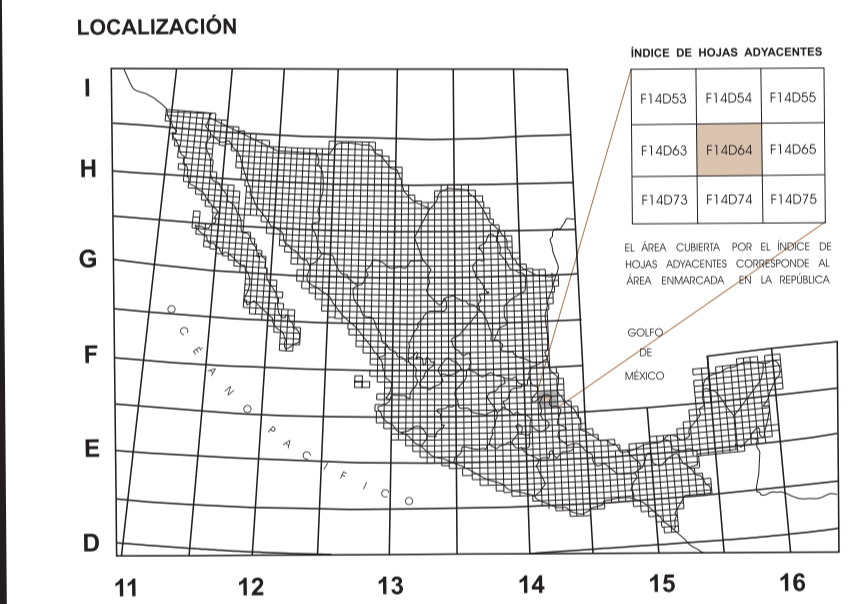 LOCALIZACIÓN
ÍNDICE DE HOJAS ADYACENTES
F14D53 F14D54 F14D55
F14D63 F14D64 F14D65
F14D73 F14D74 F14D75
EL ÁREA CUBIERTA POR EL ÍNDICE DE
HOJAS ADYACENTES CORRESPONDE AL
ÁREA ENMARCADA EN LA REPÚBLICA
I
H
G
F
E
D
GOLFO
DE
MÉXICO
OCEANO PACIFICO
11 12 13 14 15 16